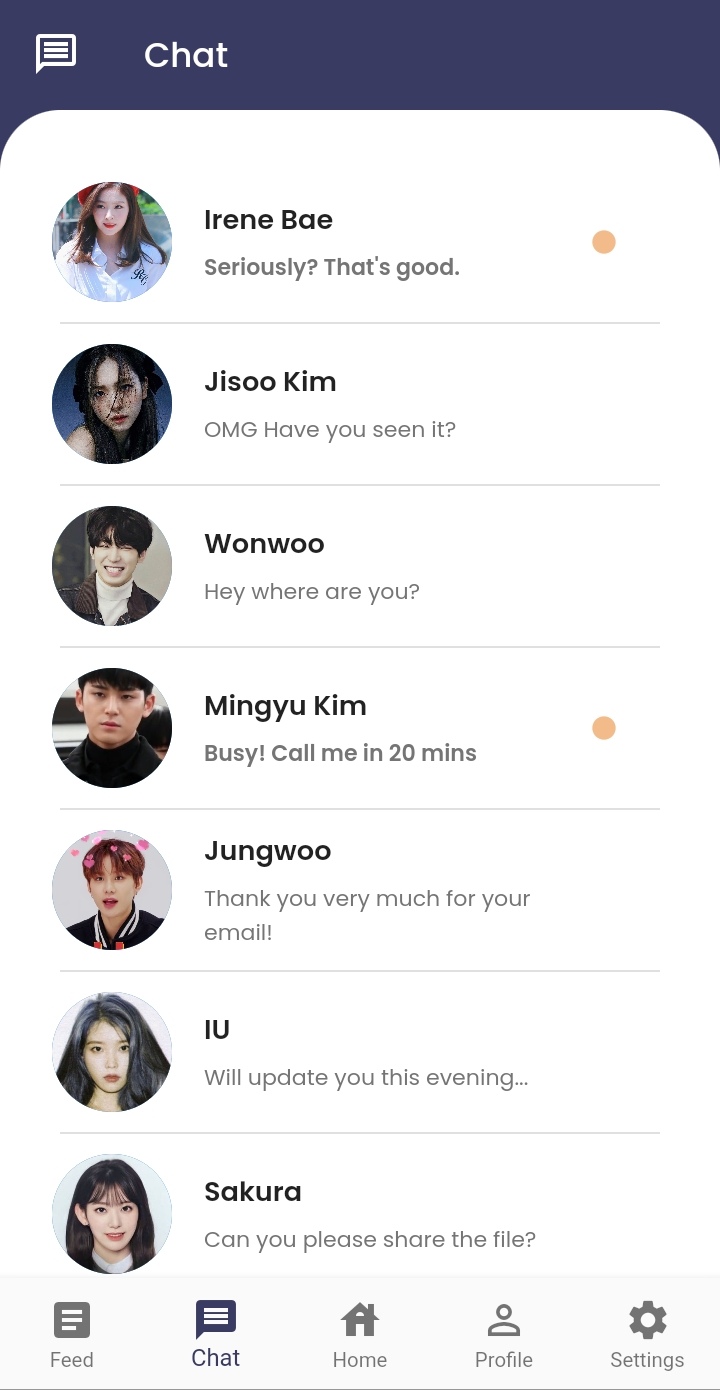 Chat
Irene Bae
Seriously? That's good.
Jisoo Kim
OMG Have you seen it?
Wonwoo
Hey where are you?
Mingyu Kim
Busy! Call me in 20 mins
Jungwoo
Thank you very much for your
email!
IU
Will update you this evening...
Sakura
Can you please share the file?
Feed
Chat
Home
Profile
Settings